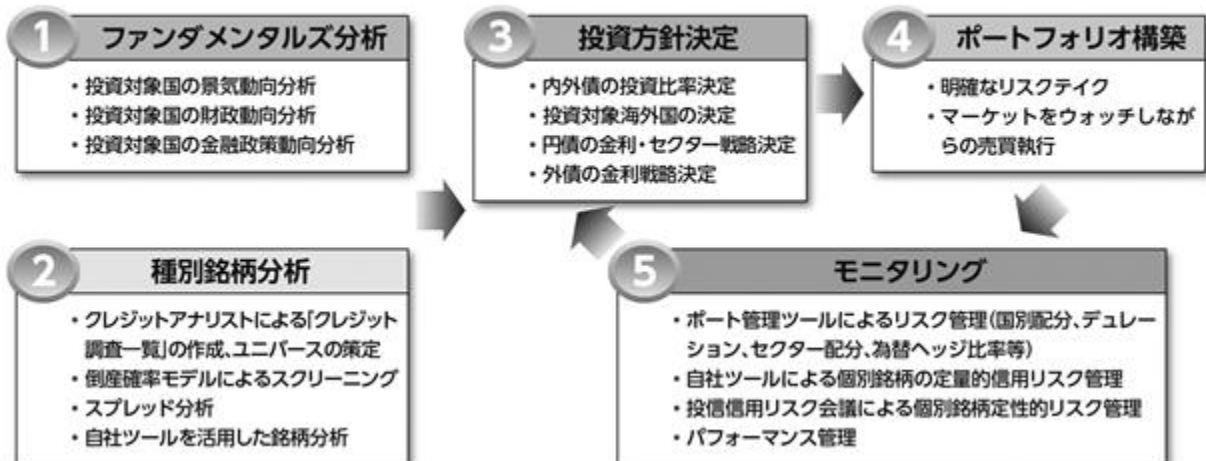 1 ファンダメンタルズ分析
・投資対象国の景気動向分析
・投資対象国の財政動向分析
・投資対象国の金融政策動向分析
2 種別銘柄分析
・クレジットアナリストによる「クレジット
調査一覧」の作成、ユニバースの策定
・倒産確率モデルによるスクリーニング
・スプレッド分析
・自社ツールを活用した銘柄分析
3 投資方針決定
・内外債の投資比率決定
・投資対象海外国の決定
・円債の金利・セクター戦略決定
・外債の金利戦略決定
4 ポートフォリオ構築
・明確なリスクテイク
・マーケットをウォッチしなが
らの売買執行
5 モニタリング
・ポート管理ツールによるリスク管理(国別配分、デュレー
ション、セクター配分、為替ヘッジ比率等)
・自社ツールによる個別銘柄の定量的信用リスク管理
・投信信用リスク会議による個別銘柄定性的リスク管理
・パフォーマンス管理